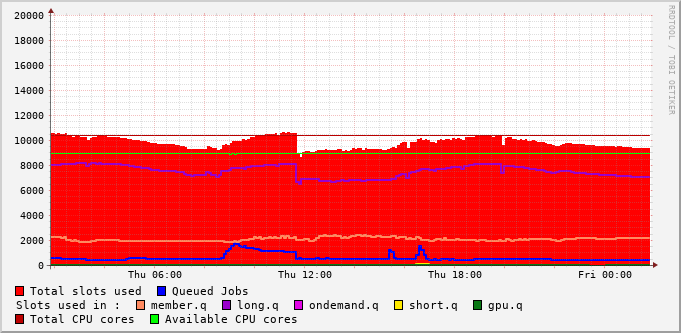 RRDTOOL / TOBI OETIKER
20000
18000
16000
14000
12000
10000
8000
6000
4000
2000
0
Thu 06:00 Thu 12:00 Thu 18:00 Fri 00:00
Total slots used Queued Jobs
Slots used in : member.q long.q ondemand.q short.q gpu.q
Total CPU cores Available CPU cores